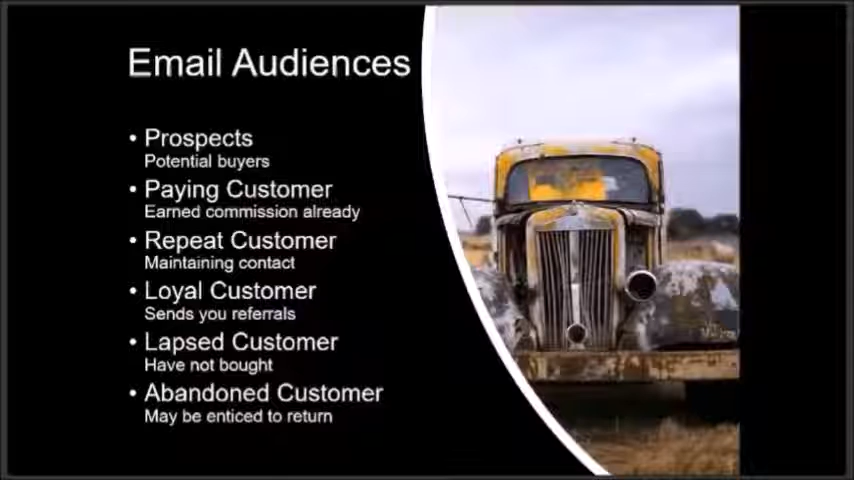 Email Audiences
• Prospects
Potential buyers
• Paying Customer
Earned commission already
• Repeat Customer
Maintaining contact
• Loyal Customer
Sends you referrals
• Lapsed Customer
Have not bought
• Abandoned Customer
May be enticed to return